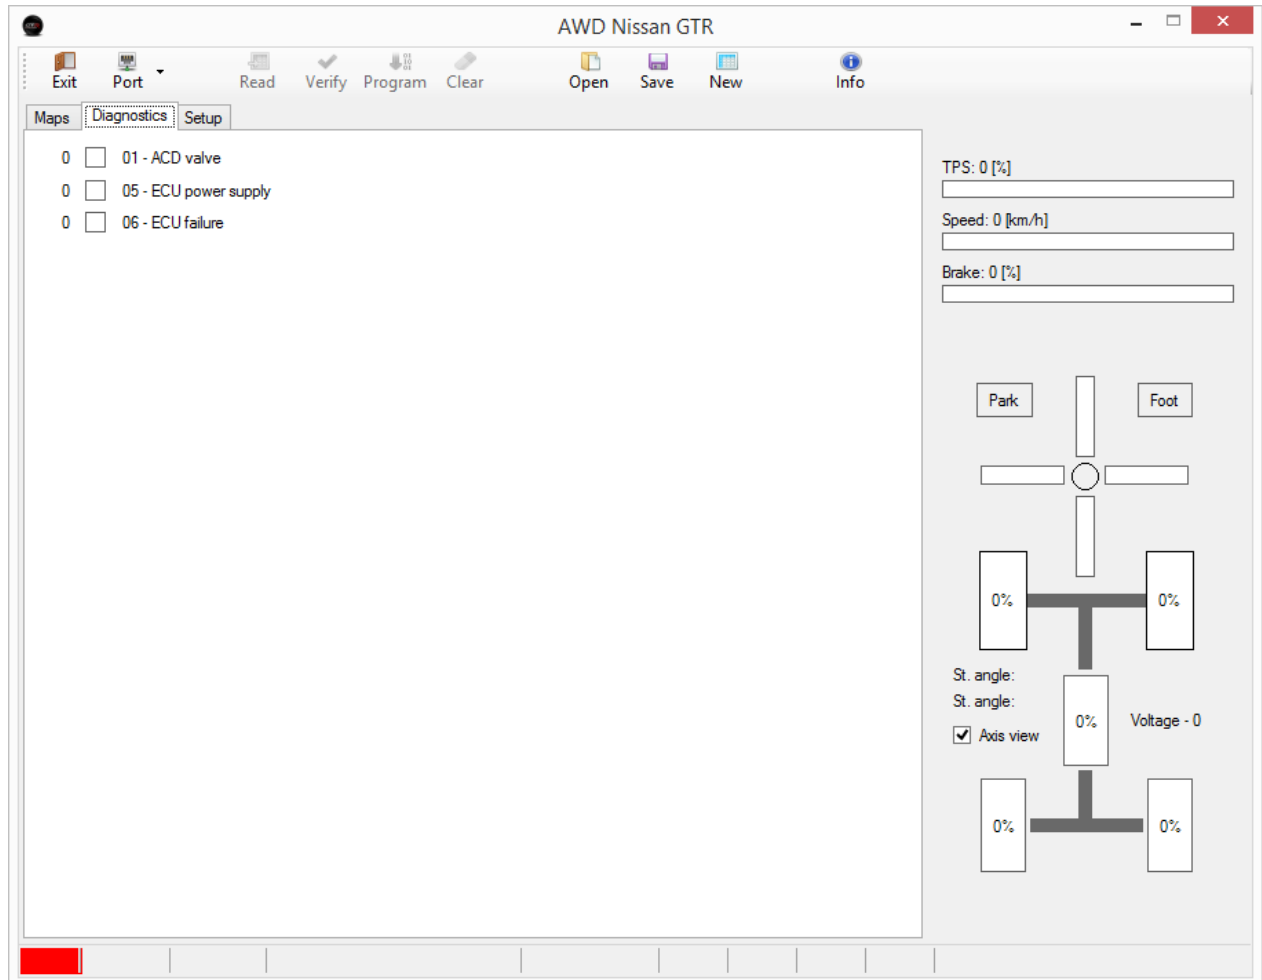 AWD Nissan GTR
Exit Port Read Verify Program Clear Open Save New Info
Maps Diagnostics Setup
0 01 - ACD valve
0 05 - ECU power supply
0 06 - ECU failure
TPS: 0 [%]
Speed: 0 [km/h]
Brake: 0 [%]
Park Foot
0% 0%
St. angle:
St. angle:
0% Voltage - 0
Axis view
0% 0%